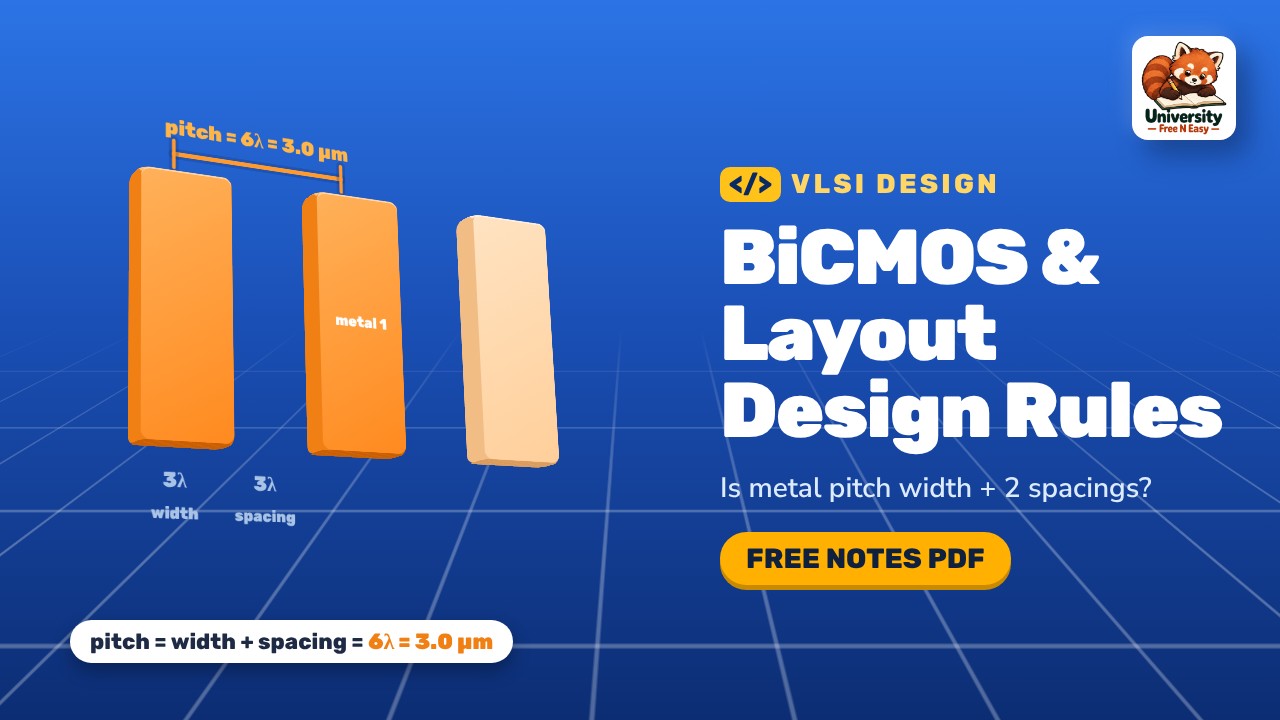 University
Free N Easy
pitch = 6λ = 3.0 µm
metal 1
3λ
width
3λ
spacing
pitch = width + spacing = 6λ = 3.0 µm
</> VLSI DESIGN
BiCMOS &
Layout
Design Rules
Is metal pitch width + 2 spacings?
FREE NOTES PDF